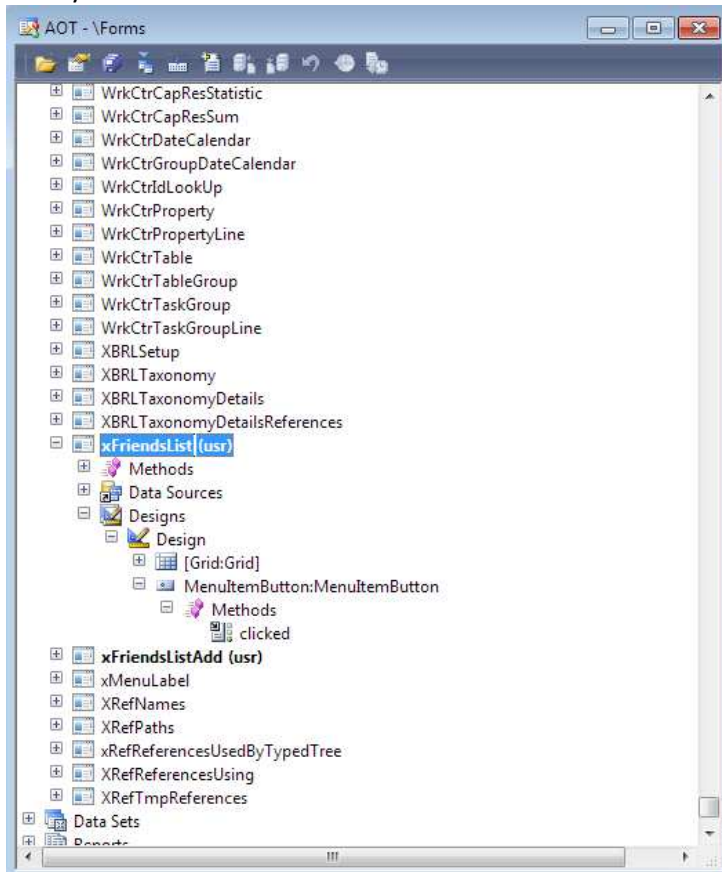 AOT - \Forms
WrkCtrCapResStatistic
WrkCtrCapResSum
WrkCtrDateCalendar
WrkCtrGroupDateCalendar
WrkCtrIdLookUp
WrkCtrProperty
WrkCtrPropertyLine
WrkCtrTable
WrkCtrTableGroup
WrkCtrTaskGroup
WrkCtrTaskGroupLine
XBRLSetup
XBRLTaxonomy
XBRLTaxonomyDetails
XBRLTaxonomyDetailsReferences
xFriendsList (usr)
Methods
Data Sources
Designs
Design
[Grid:Grid]
MenuItemButton:MenuItemButton
Methods
clicked
xFriendsListAdd (usr)
xMenuLabel
XRefNames
XRefPaths
xRefReferencesUsedByTypedTree
XRefReferencesUsing
XRefTmpReferences
Data Sets
Reports